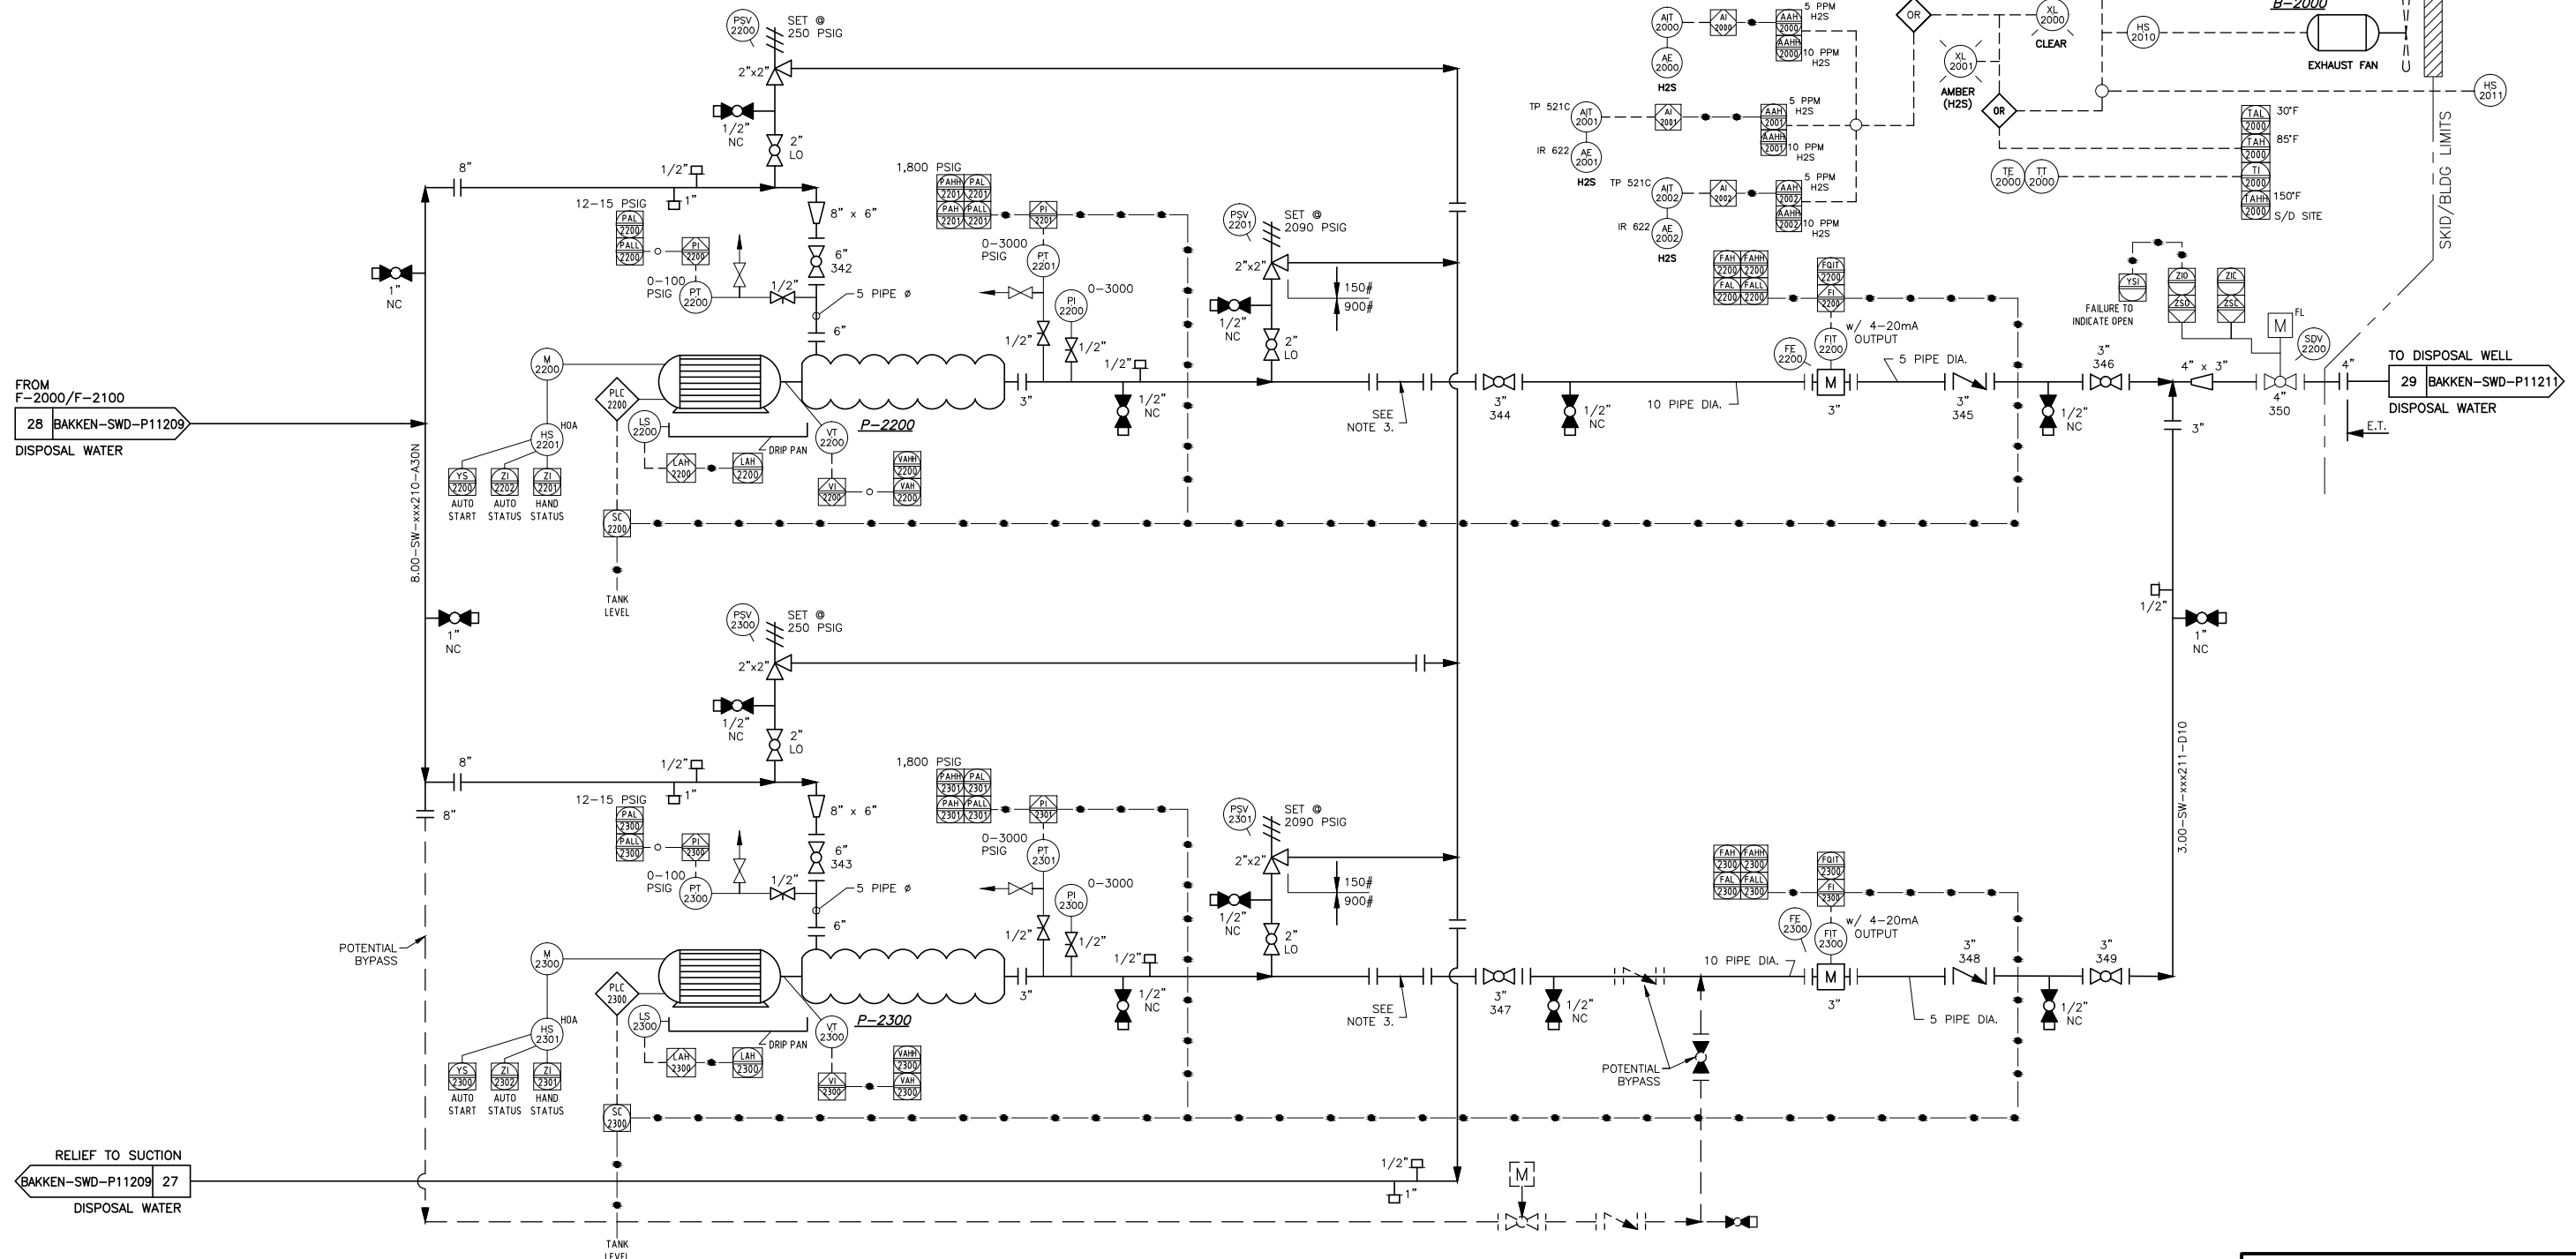 PSV
2200
SET @
250 PSIG
2"x2"
1/2"
NC
2"
LO
8"
1/2"
1"
8" x 6"
12-15 PSIG
PAL
2200
PALL
2200
PI
2200
0-100
PSIG
PT
2200
1/2"
6"
342
5 PIPE ø
6"
1"
NC
1,800 PSIG
PAHH
2201
PAL
2201
PAH
2201
PALL
2201
PI
2201
0-3000
PSIG
PT
2201
PI
2200
0-3000
1/2"
1/2"
1/2"
1/2"
NC
3"
PSV
2201
SET @
2090 PSIG
2"x2"
150#
900#
1/2"
NC
2"
LO
SEE
NOTE 3.
3"
344
1/2"
NC
10 PIPE DIA.
AIT
2000
AI
2000
AAH
2000
5 PPM
H2S
AAHH
2000
10 PPM
H2S
AE
2000
H2S
TP 521C
AIT
2001
AI
2001
AAH
2001
5 PPM
H2S
AAHH
2001
10 PPM
H2S
IR 622
AE
2001
H2S
TP 521C
AIT
2002
AI
2002
AAH
2002
5 PPM
H2S
AAHH
2002
10 PPM
H2S
IR 622
AE
2002
H2S
OR
XL
2000
CLEAR
XL
2001
AMBER
(H2S)
OR
HS
2010
B-2000
EXHAUST FAN
HS
2011
TE
2000
TT
2000
TAL
2000
30°F
TAH
2000
85°F
TI
2000
TAHH
2000
150°F
S/D SITE
SKID/BLDG LIMITS
FAH
2200
FAHH
2200
FAL
2200
FALL
2200
FQIT
2200
FI
2200
FE
2200
FIT
2200
w/ 4-20mA
OUTPUT
M
3"
5 PIPE DIA.
3"
345
1/2"
NC
3"
346
YSI
FAILURE TO
INDICATE OPEN
ZIO
ZSO
ZIC
ZSC
M
FL
SDV
2200
4" x 3"
4"
350
4"
E.T.
TO DISPOSAL WELL
29
BAKKEN-SWD-P11211
DISPOSAL WATER
FROM
F-2000/F-2100
28
BAKKEN-SWD-P11209
DISPOSAL WATER
8.00-SW-xxx210-A30N
M
2200
PLC
2200
HS
2201
HOA
YS
2200
ZI
2202
ZI
2201
AUTO
START
AUTO
STATUS
HAND
STATUS
LS
2200
LAH
2200
LAH
2200
DRIP PAN
P-2200
VT
2200
VI
2200
VAHH
2200
VAH
2200
SC
2200
TANK
LEVEL
3"
1/2"
1"
NC
3.00-SW-xxx211-D10
1"
NC
PSV
2300
SET @
250 PSIG
2"x2"
1/2"
NC
2"
LO
8"
1/2"
1"
8" x 6"
8"
12-15 PSIG
PAL
2300
PALL
2300
PI
2300
0-100
PSIG
PT
2300
1/2"
6"
343
5 PIPE ø
6"
1,800 PSIG
PAHH
2301
PAL
2301
PAH
2301
PALL
2301
PI
2301
0-3000
PSIG
PT
2301
PI
2300
0-3000
1/2"
1/2"
1/2"
1/2"
NC
3"
PSV
2301
SET @
2090 PSIG
2"x2"
150#
900#
1/2"
NC
2"
LO
SEE
NOTE 3.
3"
347
1/2"
NC
POTENTIAL
BYPASS
10 PIPE DIA.
FAH
2300
FAHH
2300
FAL
2300
FALL
2300
FQIT
2300
FI
2300
FE
2300
FIT
2300
w/ 4-20mA
OUTPUT
M
3"
5 PIPE DIA.
3"
348
1/2"
NC
3"
349
POTENTIAL
BYPASS
M
2300
PLC
2300
HS
2301
HOA
YS
2300
ZI
2302
ZI
2301
AUTO
START
AUTO
STATUS
HAND
STATUS
LS
2300
LAH
2300
LAH
2300
DRIP PAN
P-2300
VT
2300
VI
2300
VAHH
2300
VAH
2300
SC
2300
RELIEF TO SUCTION
BAKKEN-SWD-P11209
27
DISPOSAL WATER
1/2"
1"
M
TANK
LEVEL